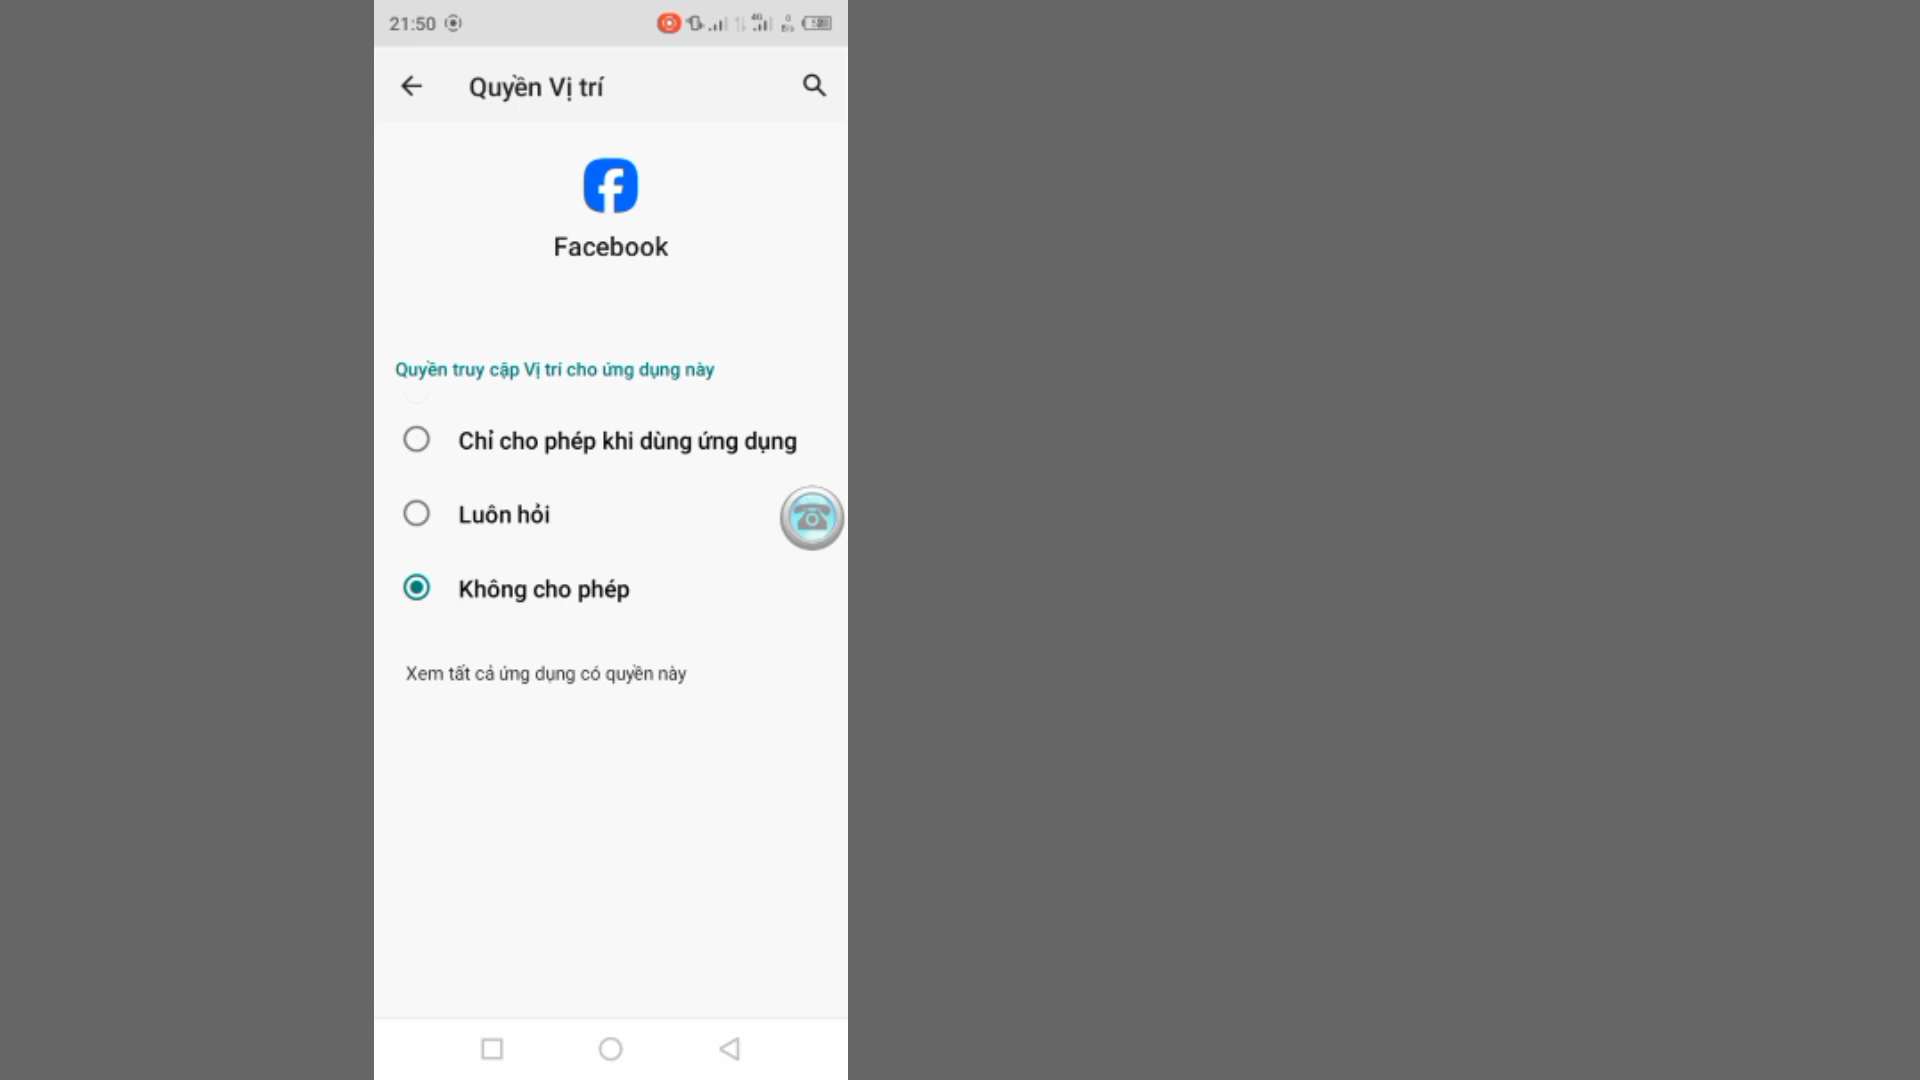 21:50
Quyền Vị trí
Facebook
Quyền truy cập Vị trí cho ứng dụng này
Chỉ cho phép khi dùng ứng dụng
Luôn hỏi
Không cho phép
Xem tất cả ứng dụng có quyền này